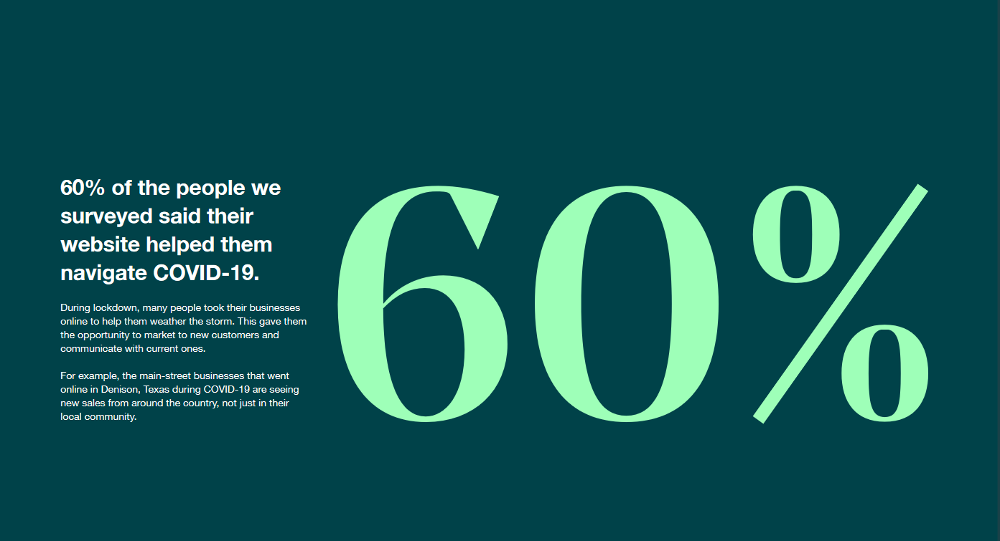 60% of the people we
surveyed said their
website helped them
navigate COVID-19.
During lockdown, many people took their businesses
online to help them weather the storm. This gave them
the opportunity to market to new customers and
communicate with current ones.
For example, the main-street businesses that went
online in Denison, Texas during COVID-19 are seeing
new sales from around the country, not just in their
local community.
60%